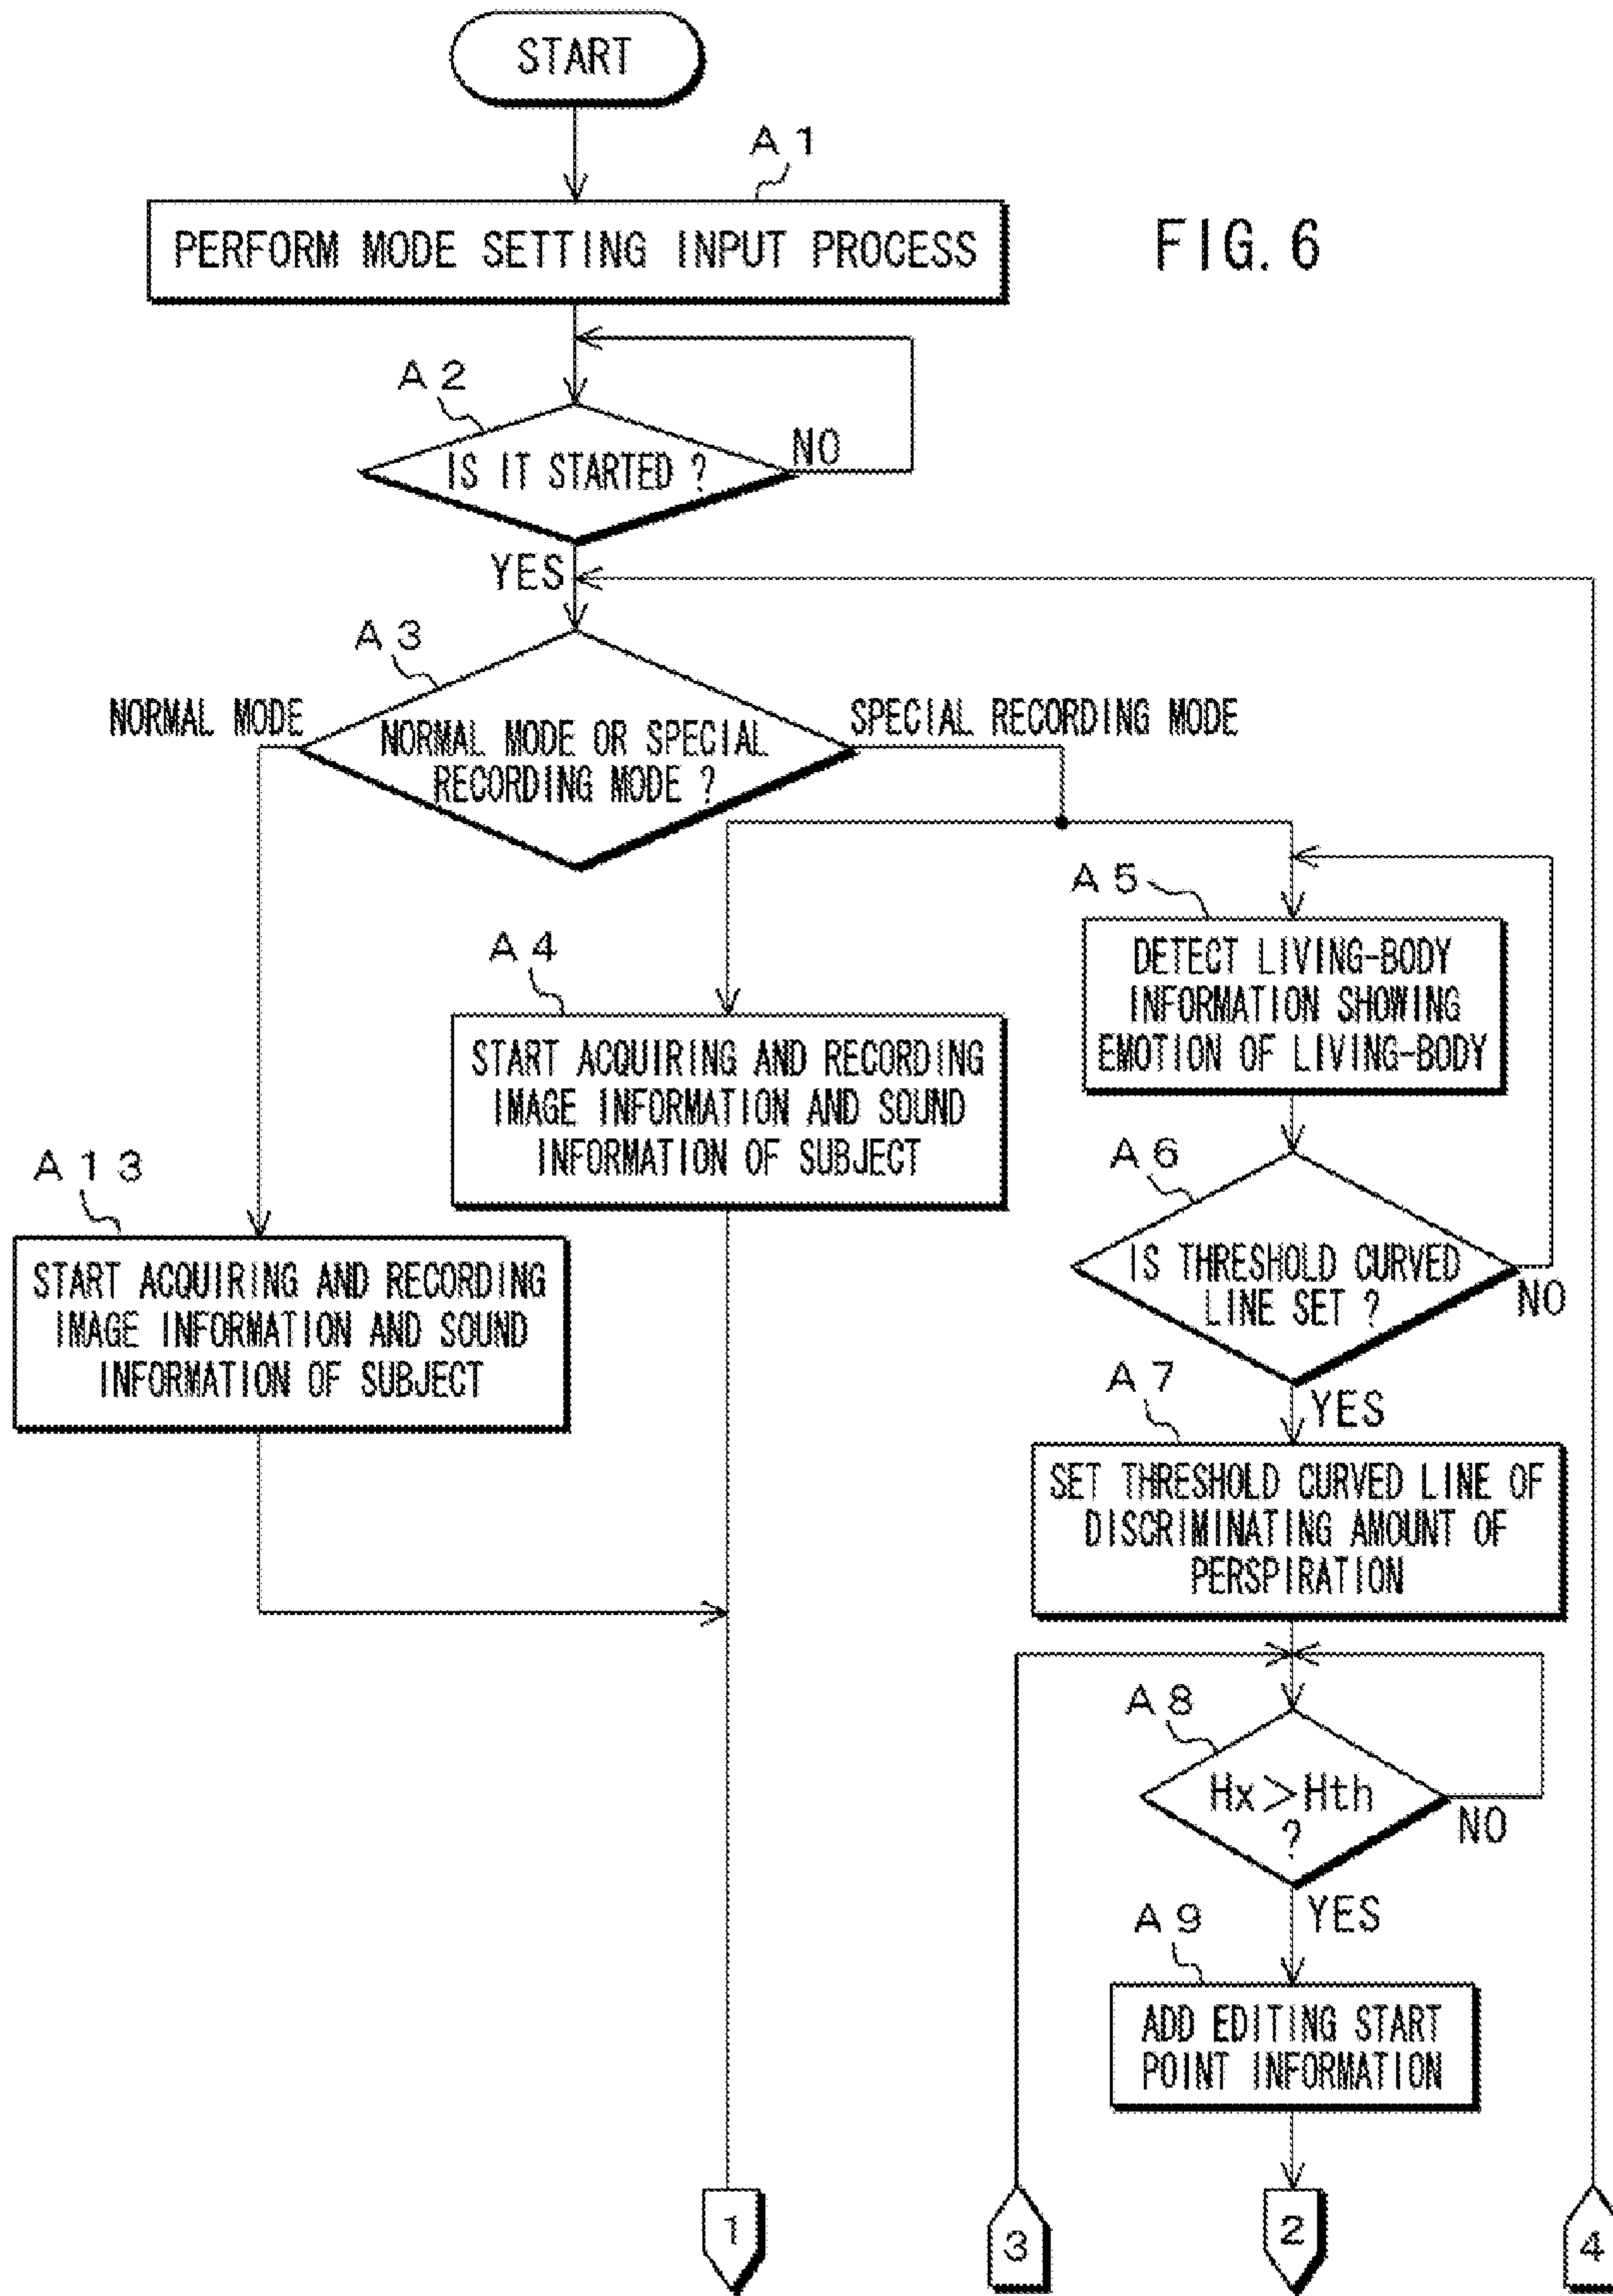 START
A1
PERFORM MODE SETTING INPUT PROCESS
FIG. 6
A2
IS IT STARTED ?
NO
YES
A3
NORMAL MODE
SPECIAL RECORDING MODE
NORMAL MODE OR SPECIAL
RECORDING MODE ?
A5
DETECT LIVING-BODY
INFORMATION SHOWING
EMOTION OF LIVING-BODY
A4
START ACQUIRING AND RECORDING
IMAGE INFORMATION AND SOUND
INFORMATION OF SUBJECT
A13
START ACQUIRING AND RECORDING
IMAGE INFORMATION AND SOUND
INFORMATION OF SUBJECT
A6
IS THRESHOLD CURVED
LINE SET ?
NO
YES
A7
SET THRESHOLD CURVED LINE OF
DISCRIMINATING AMOUNT OF
PERSPIRATION
A8
Hx>Hth
?
NO
YES
A9
ADD EDITING START
POINT INFORMATION
1
3
2
4